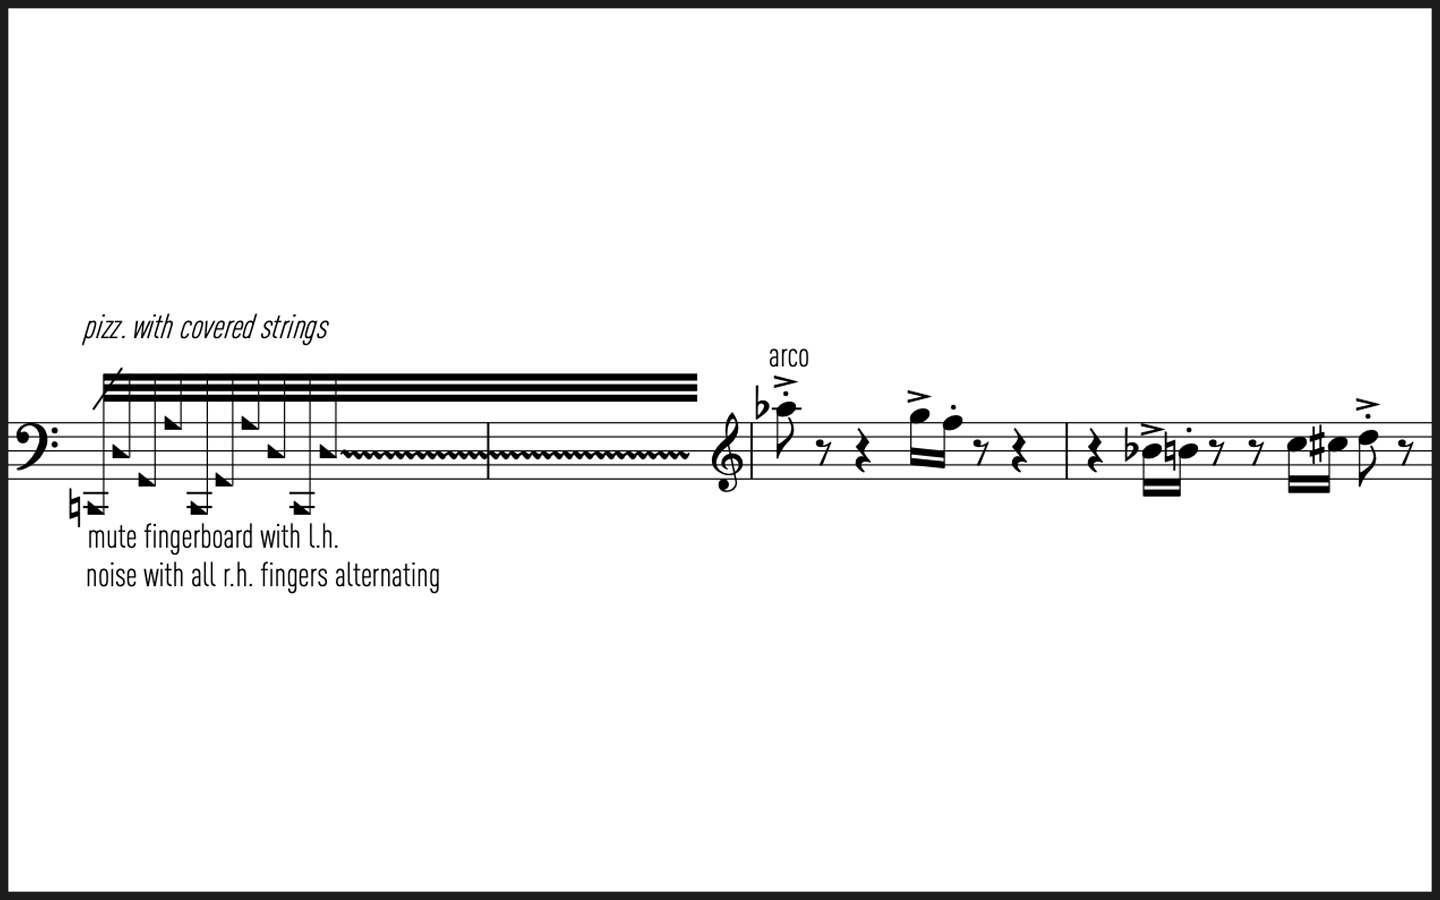 pizz. with covered strings
arco
mute fingerboard with l.h.
noise with all r.h. fingers alternating